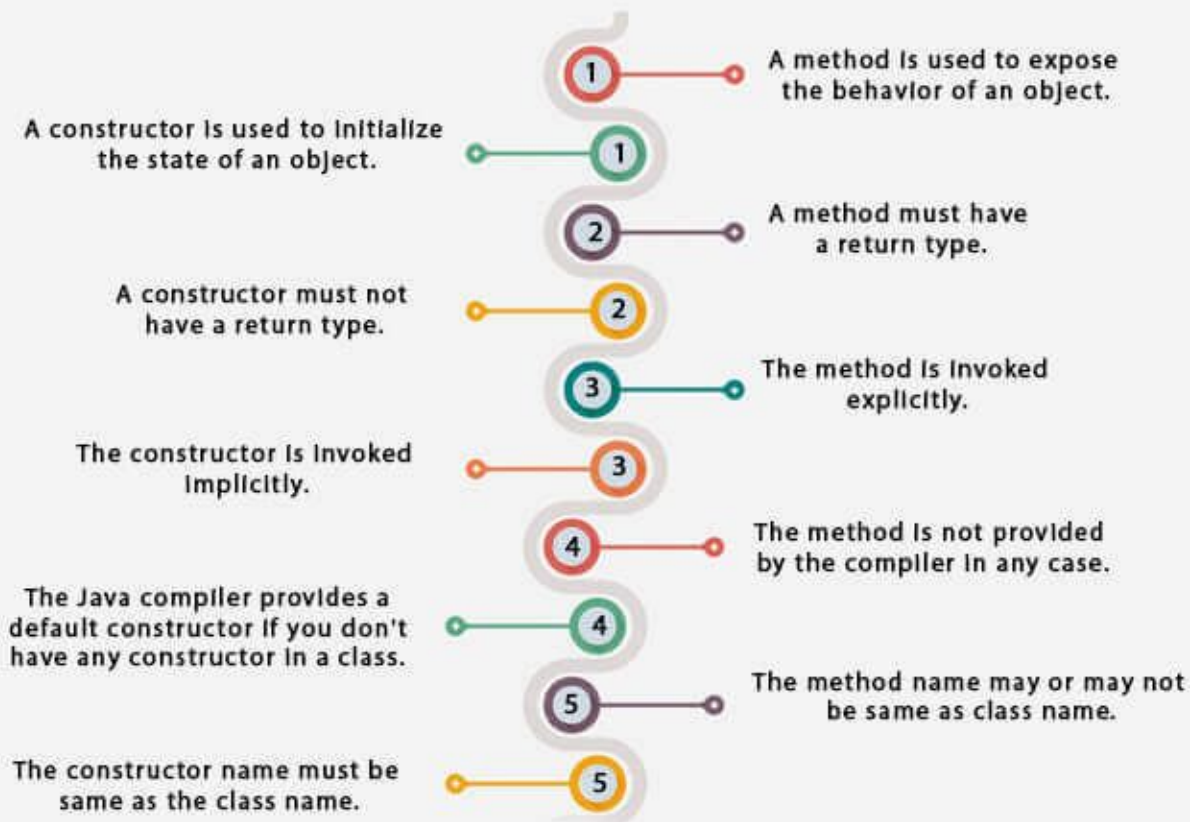 1
A method is used to expose
the behavior of an object.
A constructor is used to initialize
the state of an object.
1
2
A method must have
a return type.
A constructor must not
have a return type.
2
3
The method is invoked
explicitly.
The constructor is invoked
implicitly.
3
4
The method is not provided
by the compiler in any case.
The Java compiler provides a
default constructor if you don't
have any constructor in a class.
4
5
The method name may or may not
be same as class name.
The constructor name must be
same as the class name.
5